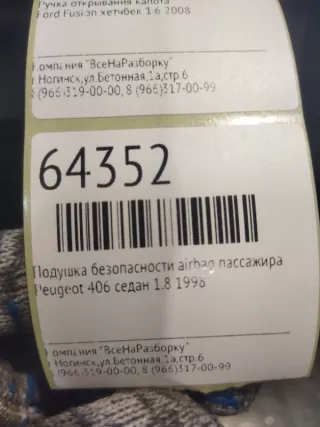 Ручка открывания капота
Ford Fusion хетчбек 1.6 2008
Компания "ВсеНаРазборку"
г.Ногинск,ул.Бетонная,1а,стр.6
8(966)319-00-00, 8 (966)317-00-99
64352
Подушка безопасности airbag пассажира
Peugeot 406 седан 1.8 1998
Компания "ВсеНаРазборку"
г.Ногинск,ул.Бетонная,1а,стр.6
8(966)319-00-00, 8 (966)317-00-99